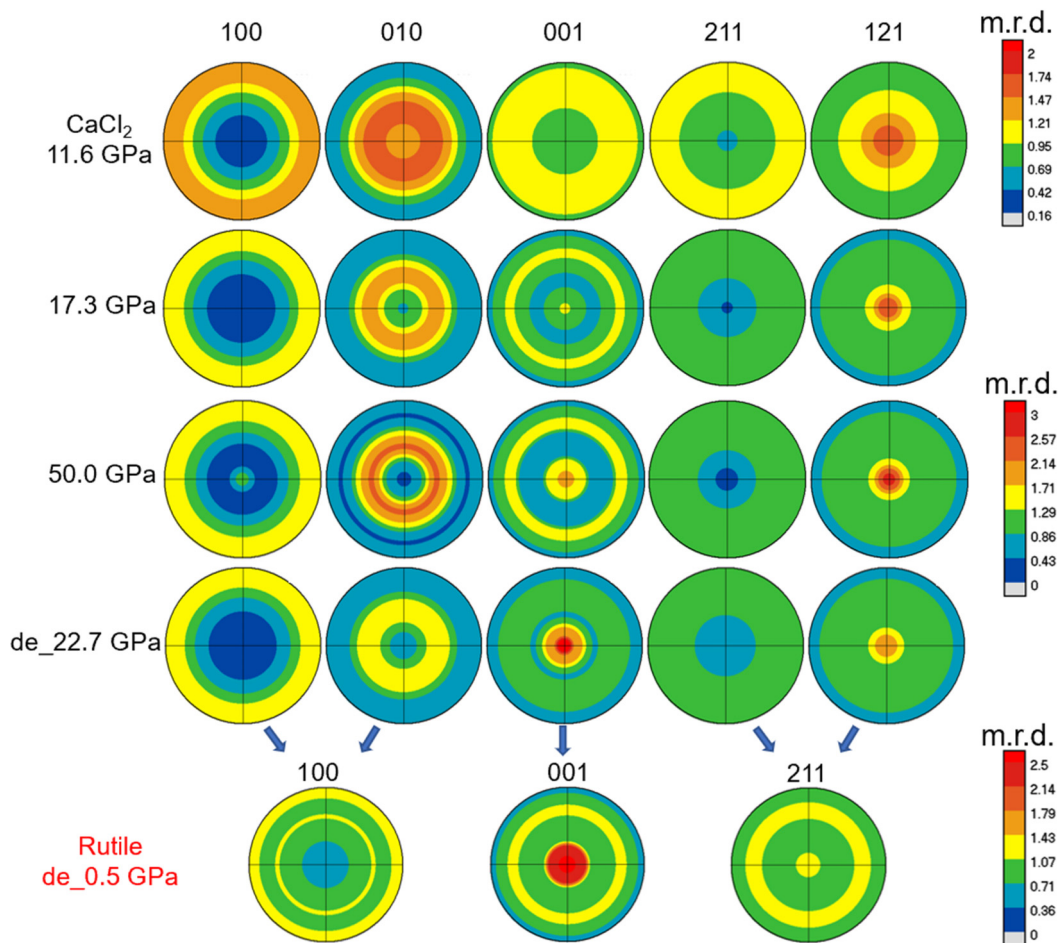 100 010 001 211 121 m.r.d.
2
1.74
1.47
1.21
0.95
0.69
0.42
0.16
CaCl₂
11.6 GPa
17.3 GPa
m.r.d.
3
2.57
2.14
1.71
1.29
0.86
0.43
0
50.0 GPa
de_22.7 GPa
m.r.d.
2.5
2.14
1.79
1.43
1.07
0.71
0.36
0
100 001 211
Rutile
de_0.5 GPa